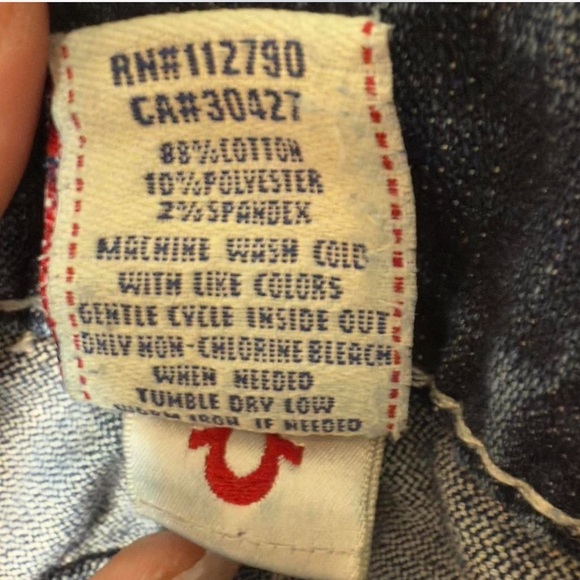 RN#112790
CA#30427
88%COTTON
10%POLYESTER
2%SPANDEX
MACHINE WASH COLD
WITH LIKE COLORS
GENTLE CYCLE INSIDE OUT
ONLY NON-CHLORINE BLEACH
WHEN NEEDED
TUMBLE DRY LOW
WARM IRON IF NEEDED